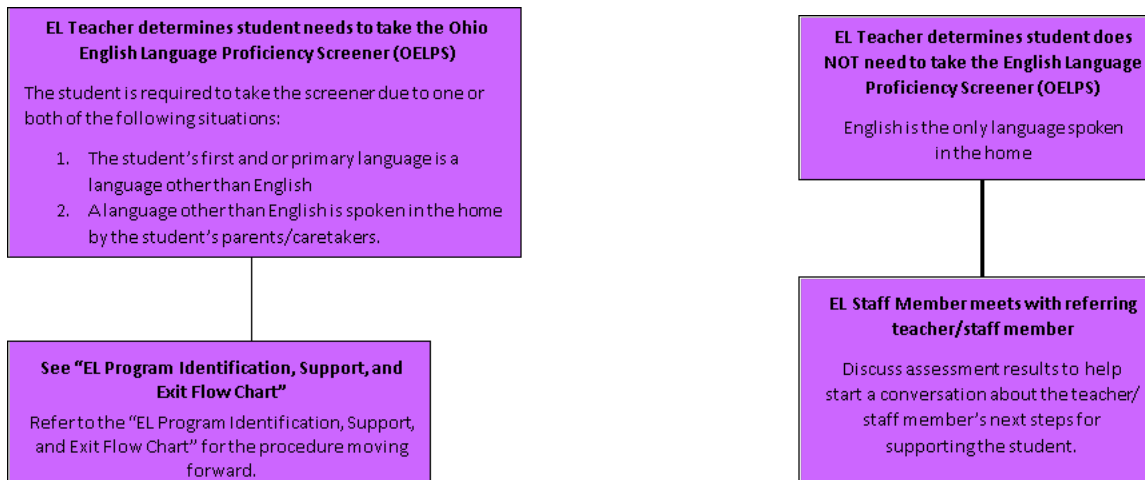 EL Teacher determines student needs to take the Ohio
English Language Proficiency Screener (OELPS)
The student is required to take the screener due to one or
both of the following situations:
1. The student's first and or primary language is a
language other than English
2. A language other than English is spoken in the home
by the student's parents/caretakers.
See "EL Program Identification, Support, and
Exit Flow Chart"
Refer to the "EL Program Identification, Support,
and Exit Flow Chart" for the procedure moving
forward.
EL Teacher determines student does
NOT need to take the English Language
Proficiency Screener (OELPS)
English is the only language spoken
in the home
EL Staff Member meets with referring
teacher/staff member
Discuss assessment results to help
start a conversation about the teacher/
staff member's next steps for
supporting the student.